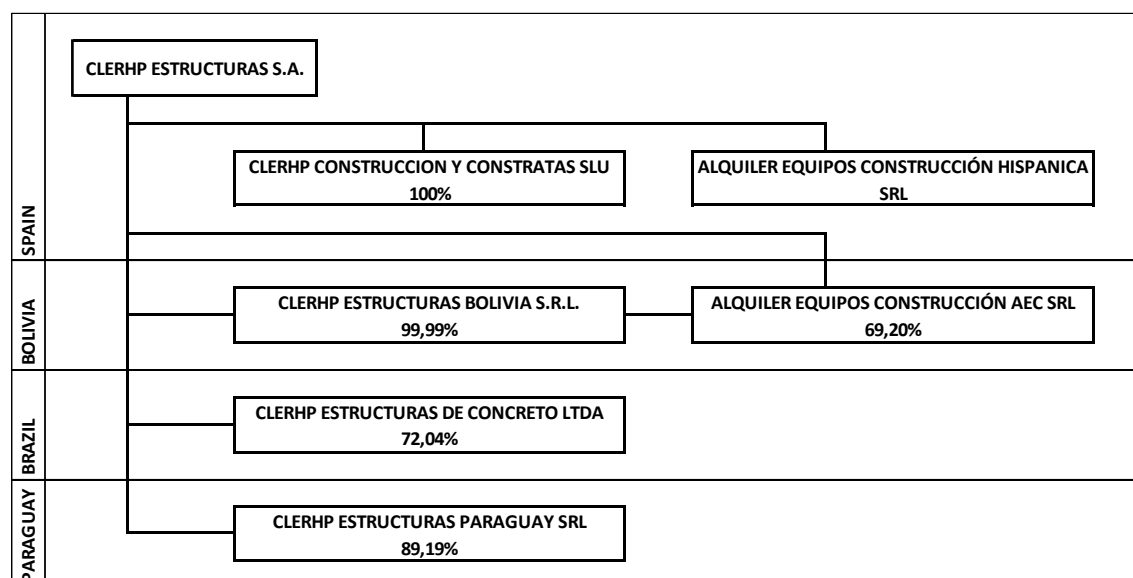 CLERHP ESTRUCTURAS S.A.
CLERHP CONSTRUCCION Y CONSTRATAS SLU
100%
ALQUILER EQUIPOS CONSTRUCCIÓN HISPANICA
SRL
SPAIN
CLERHP ESTRUCTURAS BOLIVIA S.R.L.
99,99%
ALQUILER EQUIPOS CONSTRUCCIÓN AEC SRL
69,20%
BOLIVIA
CLERHP ESTRUCTURAS DE CONCRETO LTDA
72,04%
BRAZIL
CLERHP ESTRUCTURAS PARAGUAY SRL
89,19%
PARAGUAY